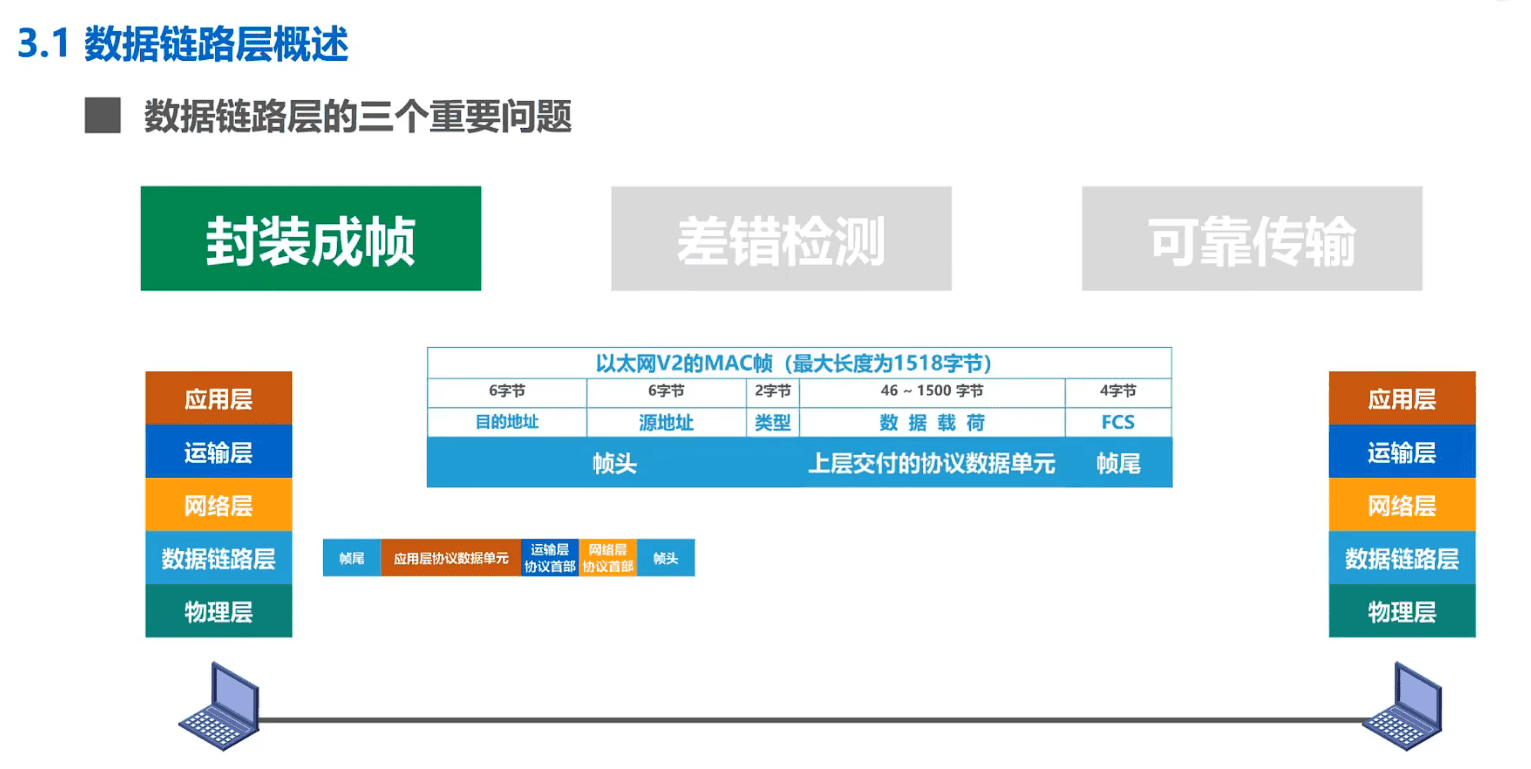 3.1 数据链路层概述
数据链路层的三个重要问题
封装成帧
差错检测
可靠传输
以太网V2的MAC帧（最大长度为1518字节）
6字节 6字节 2字节 46 ~ 1500 字节 4字节
目的地址 源地址 类型 数 据 载 荷 FCS
帧头 上层交付的协议数据单元 帧尾
应用层
运输层
网络层
数据链路层
物理层
帧尾 应用层协议数据单元 运输层 网络层 帧头
协议首部 协议首部
应用层
运输层
网络层
数据链路层
物理层